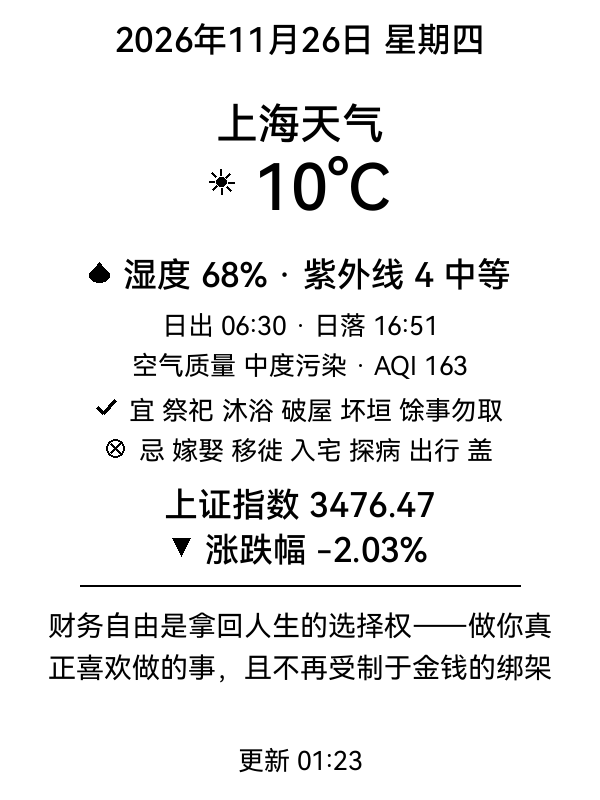 2026年11月26日 星期四
上海天气
10°C
湿度 68% · 紫外线 4 中等
日出 06:30 · 日落 16:51
空气质量 中度污染 · AQI 163
宜 祭祀 沐浴 破屋 坏垣 馀事勿取
忌 嫁娶 移徙 入宅 探病 出行 盖
上证指数 3476.47
▼ 涨跌幅 -2.03%
财务自由是拿回人生的选择权——做你真
正喜欢做的事，且不再受制于金钱的绑架
更新 01:23